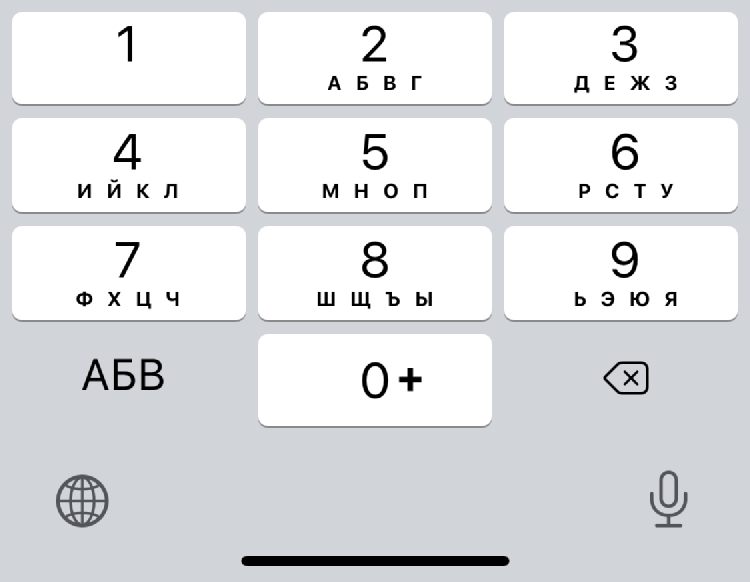 1 2 3
А Б В Г Д Е Ж З
4 5 6
И Й К Л М Н О П Р С Т У
7 8 9
Ф Х Ц Ч Ш Щ Ъ Ы Ь Э Ю Я
АБВ 0 +